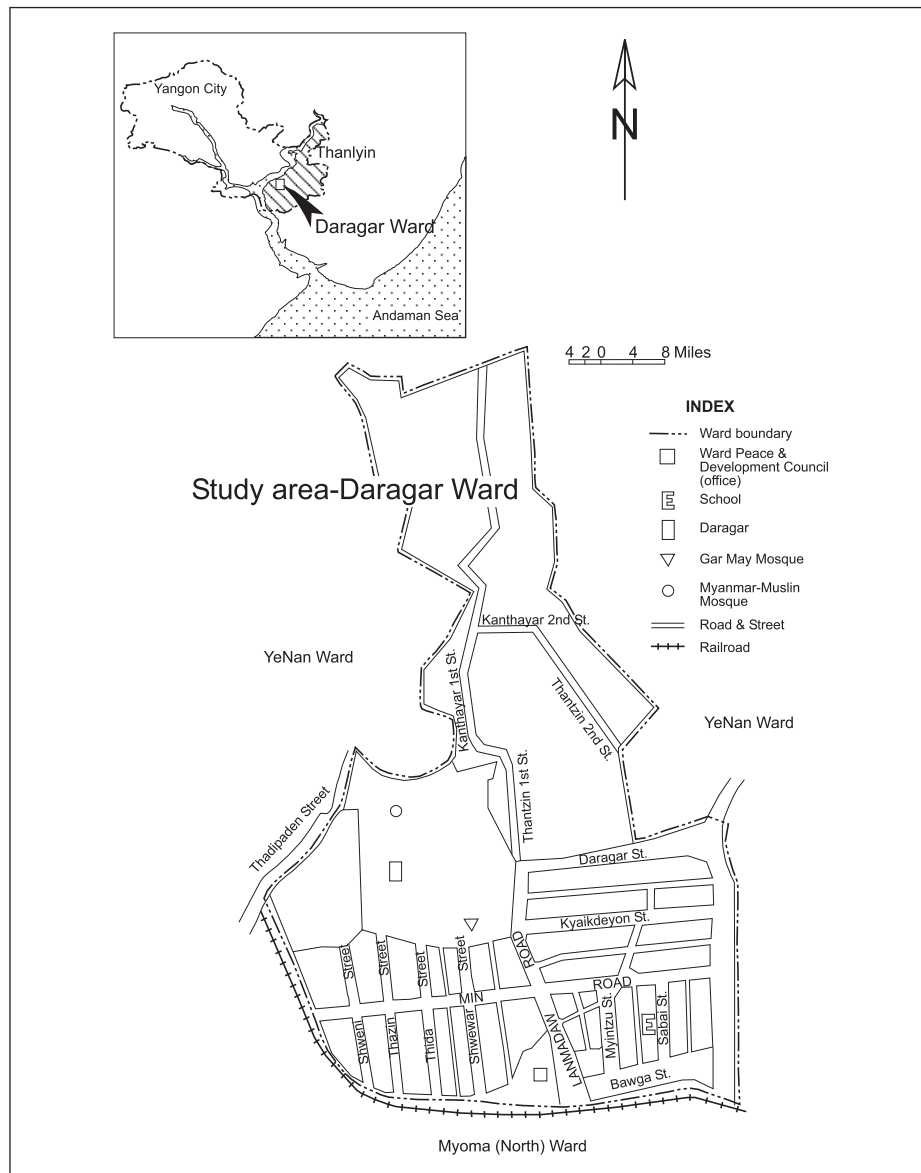 Yangon City
Thanlyin
Daragar Ward
Andaman Sea
N
4 2 0 4 8 Miles
INDEX
Ward boundary
Ward Peace &
Development Council
(office)
School
Daragar
Gar May Mosque
Myanmar-Muslin
Mosque
Road & Street
Railroad
Study area-Daragar Ward
Kanthayar 2nd St.
YeNan Ward
Kanthayar 1st St.
Thantzin 2nd St.
YeNan Ward
Thantzin 1st St.
Thadipaden Street
Daragar St.
Kyaikdeyon St.
Street
Street
Street
Street
ROAD
MIN
ROAD
Shweni
Thazin
Thida
Shwewar
LANMADAW
Myintzu St.
E
Sabai St.
Bawga St.
Myoma (North) Ward